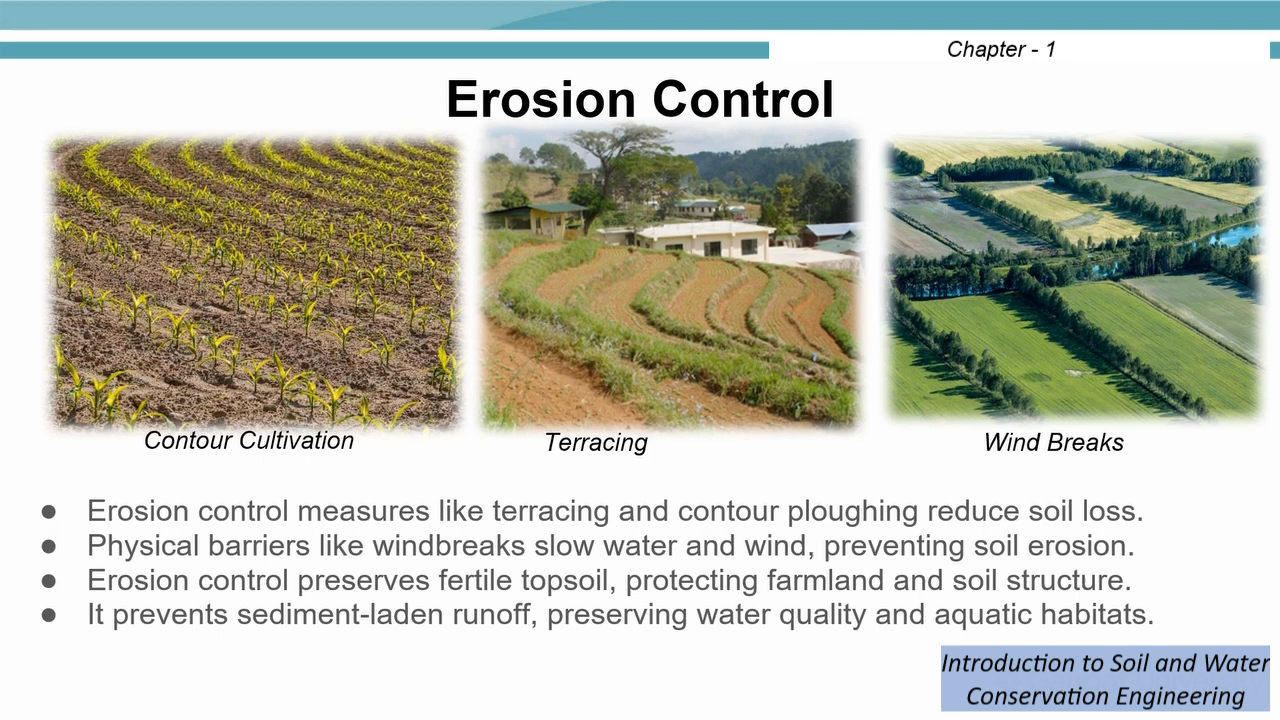 Chapter - 1
Erosion Control
Contour Cultivation
Terracing
Wind Breaks
● Erosion control measures like terracing and contour ploughing reduce soil loss.
● Physical barriers like windbreaks slow water and wind, preventing soil erosion.
● Erosion control preserves fertile topsoil, protecting farmland and soil structure.
● It prevents sediment-laden runoff, preserving water quality and aquatic habitats.
Introduction to Soil and Water
Conservation Engineering